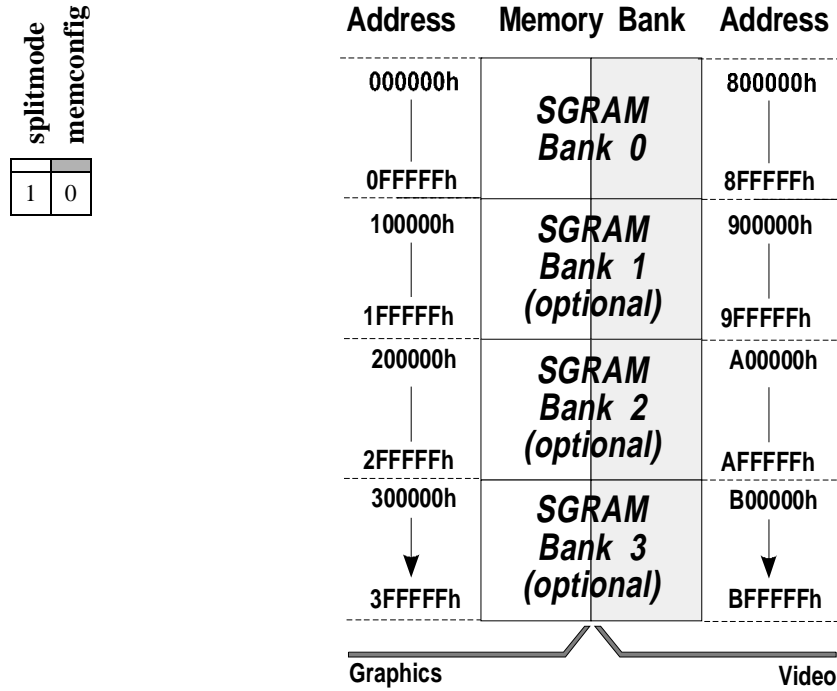 splitmode
memconfig
1 0
Address Memory Bank Address
000000h SGRAM 800000h
Bank 0
0FFFFFh 8FFFFFh
100000h SGRAM 900000h
Bank 1
1FFFFFh (optional) 9FFFFFh
200000h SGRAM A00000h
Bank 2
2FFFFFh (optional) AFFFFFh
300000h SGRAM B00000h
Bank 3
3FFFFFh (optional) BFFFFFh
Graphics Video